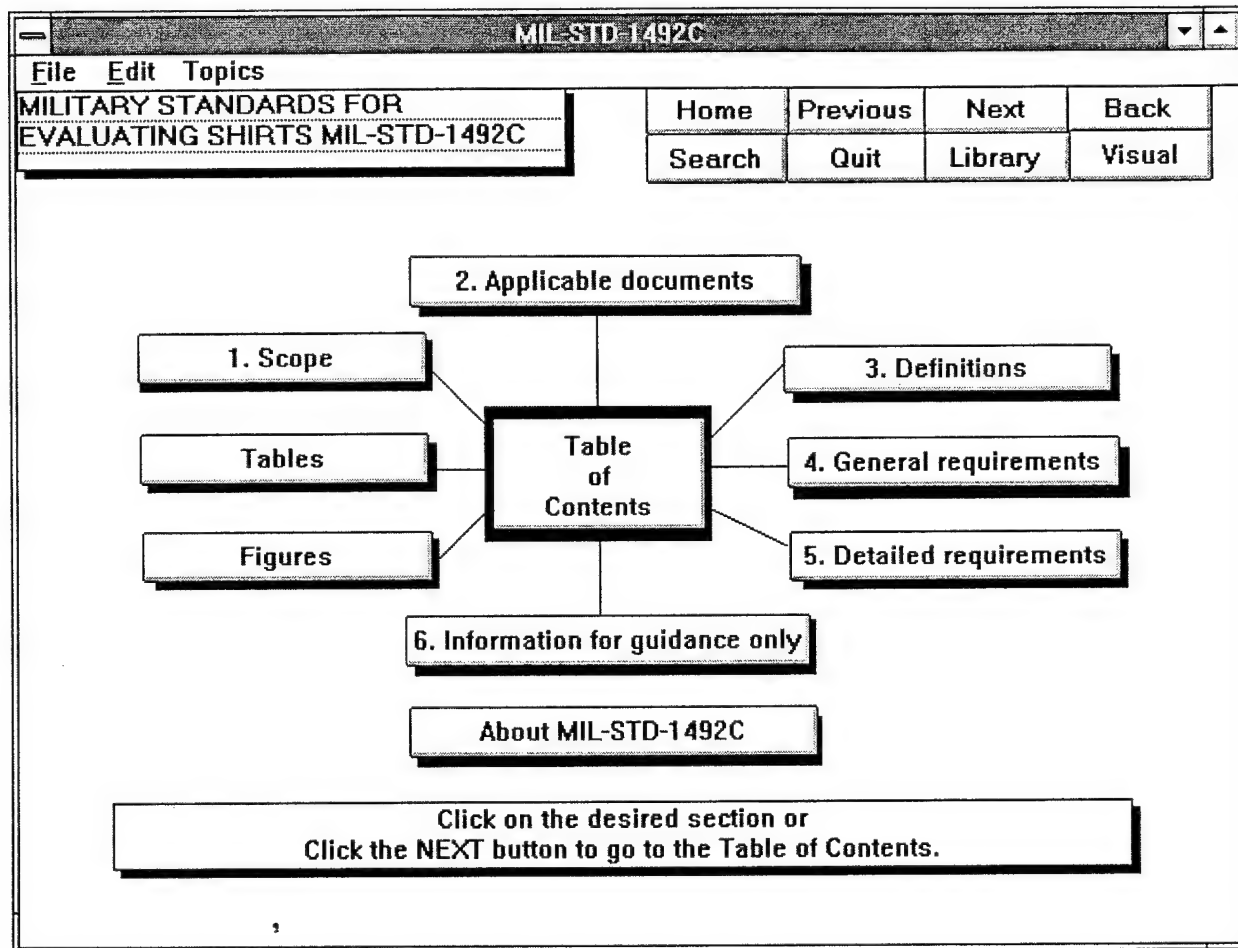 MIL-STD-1492C
File Edit Topics
MILITARY STANDARDS FOR
EVALUATING SHIRTS MIL-STD-1492C
Home Previous Next Back
Search Quit Library Visual
2. Applicable documents
1. Scope
3. Definitions
Tables
Table
of
Contents
4. General requirements
Figures
5. Detailed requirements
6. Information for guidance only
About MIL-STD-1492C
Click on the desired section or
Click the NEXT button to go to the Table of Contents.